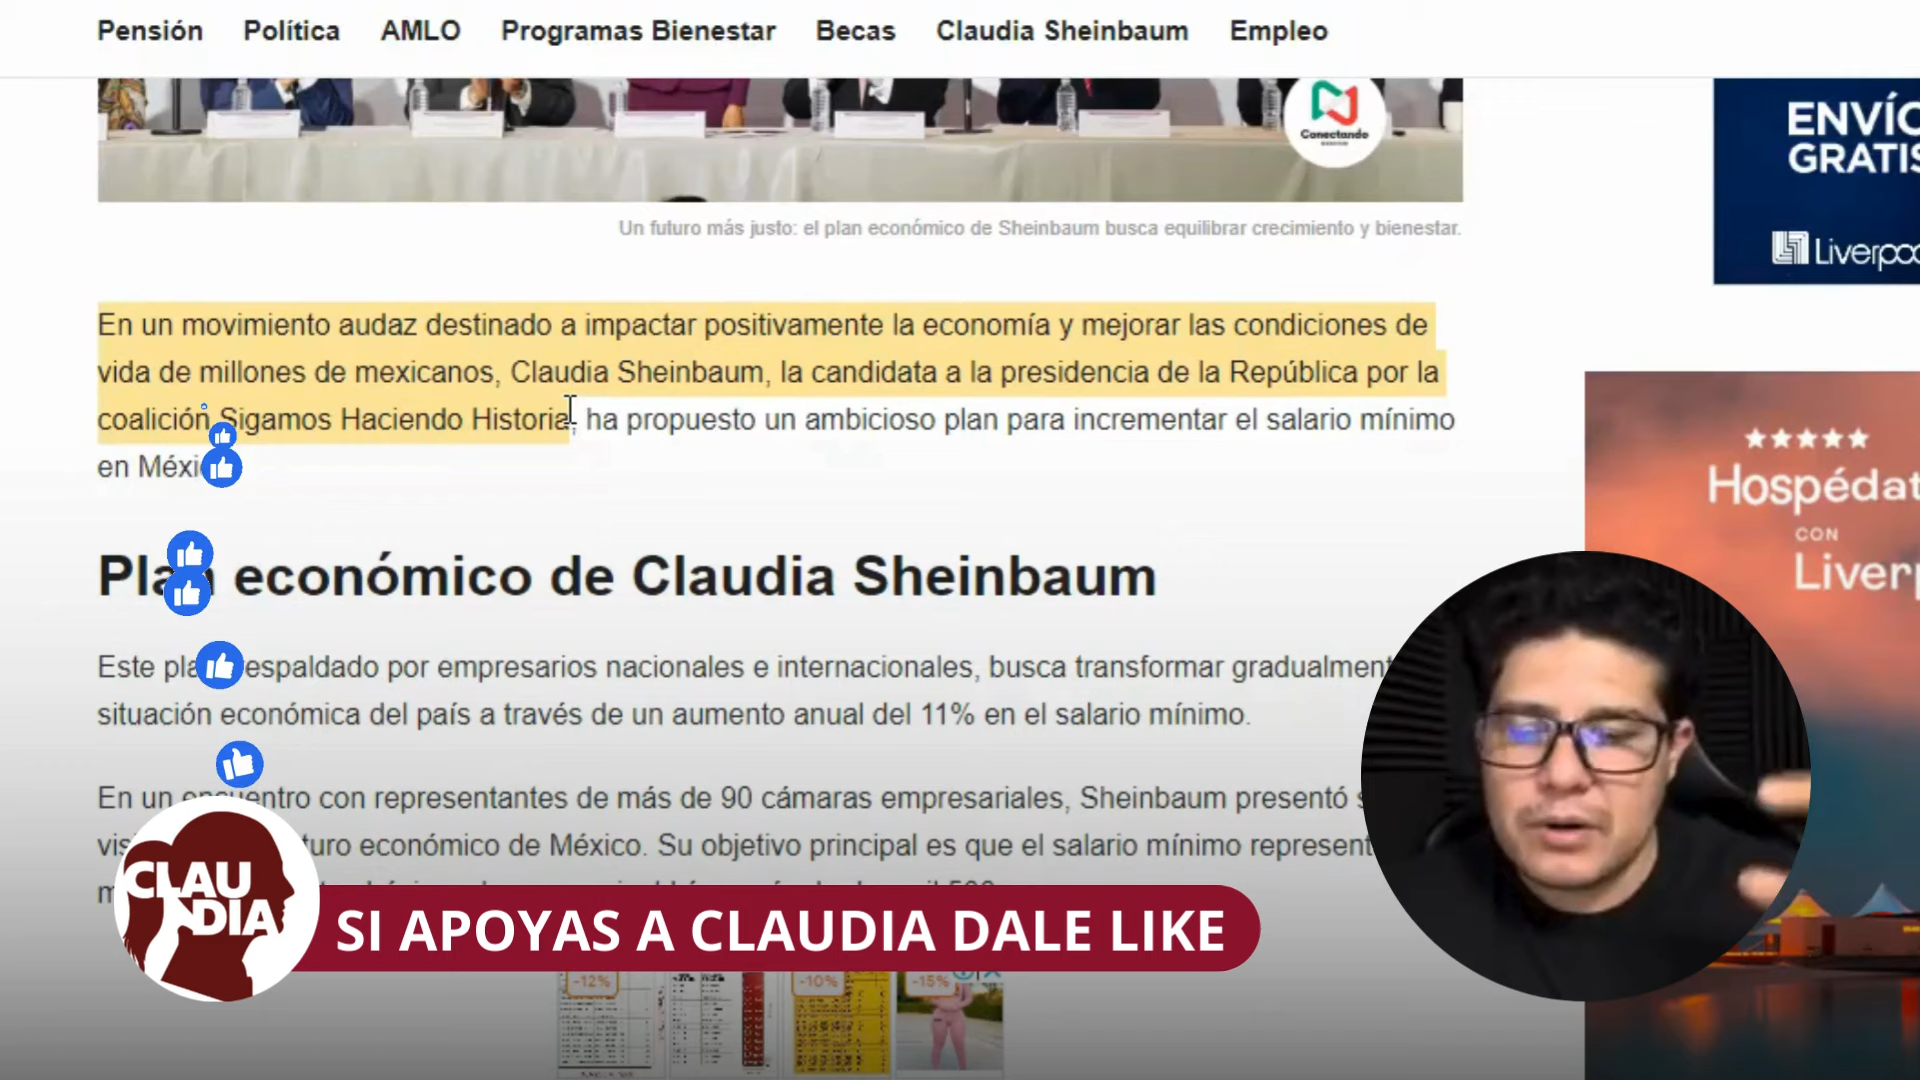 Pensión Política AMLO Programas Bienestar Becas Claudia Sheinbaum Empleo
Conectando
Un futuro más justo: el plan económico de Sheinbaum busca equilibrar crecimiento y bienestar.
ENVÍO
GRATIS
Liverpoo
En un movimiento audaz destinado a impactar positivamente la economía y mejorar las condiciones de
vida de millones de mexicanos, Claudia Sheinbaum, la candidata a la presidencia de la República por la
coalición Sigamos Haciendo Historia, ha propuesto un ambicioso plan para incrementar el salario mínimo
en Méxi
Hospédat
CON
Liverp
Plan económico de Claudia Sheinbaum
Este pla espaldado por empresarios nacionales e internacionales, busca transformar gradualment
situación económica del país a través de un aumento anual del 11% en el salario mínimo.
En un encuentro con representantes de más de 90 cámaras empresariales, Sheinbaum presentó s
vis turo económico de México. Su objetivo principal es que el salario mínimo represent
CLAU
DIA
SI APOYAS A CLAUDIA DALE LIKE
-12% -10% -15%